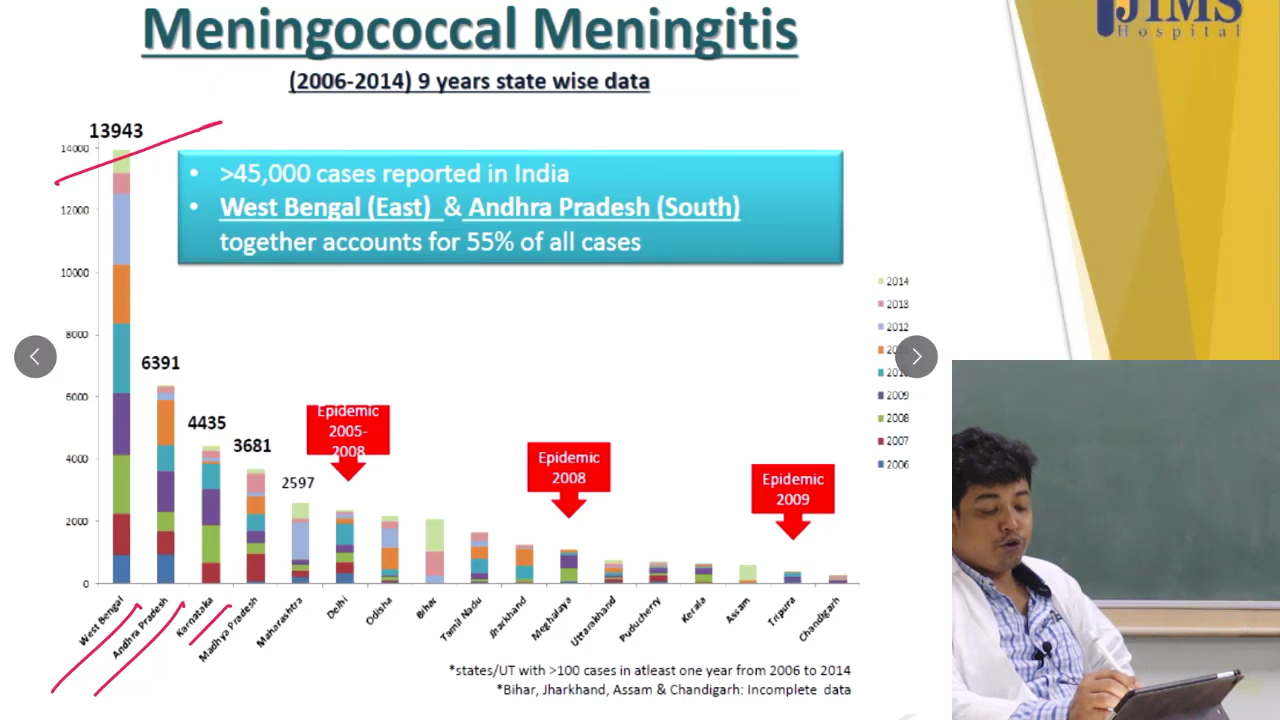 Meningococcal Meningitis
(2006-2014) 9 years state wise data
JIMS
Hospital
13943
14000
12000
10000
8000
6000
4000
2000
0
• >45,000 cases reported in India
• West Bengal (East) & Andhra Pradesh (South)
together accounts for 55% of all cases
6391
4435
3681
2597
Epidemic
2005-
2008
Epidemic
2008
Epidemic
2009
2014
2013
2012
2009
2008
2007
2006
West Bengal
Andhra Pradesh
Karnataka
Madhya Pradesh
Maharashtra
Delhi
Odisha
Bihar
Tamil Nadu
Jharkhand
Meghalaya
Uttarakhand
Puducherry
Kerala
Assam
Tripura
Chandigarh
*states/UT with >100 cases in atleast one year from 2006 to 2014
*Bihar, Jharkhand, Assam & Chandigarh: Incomplete data